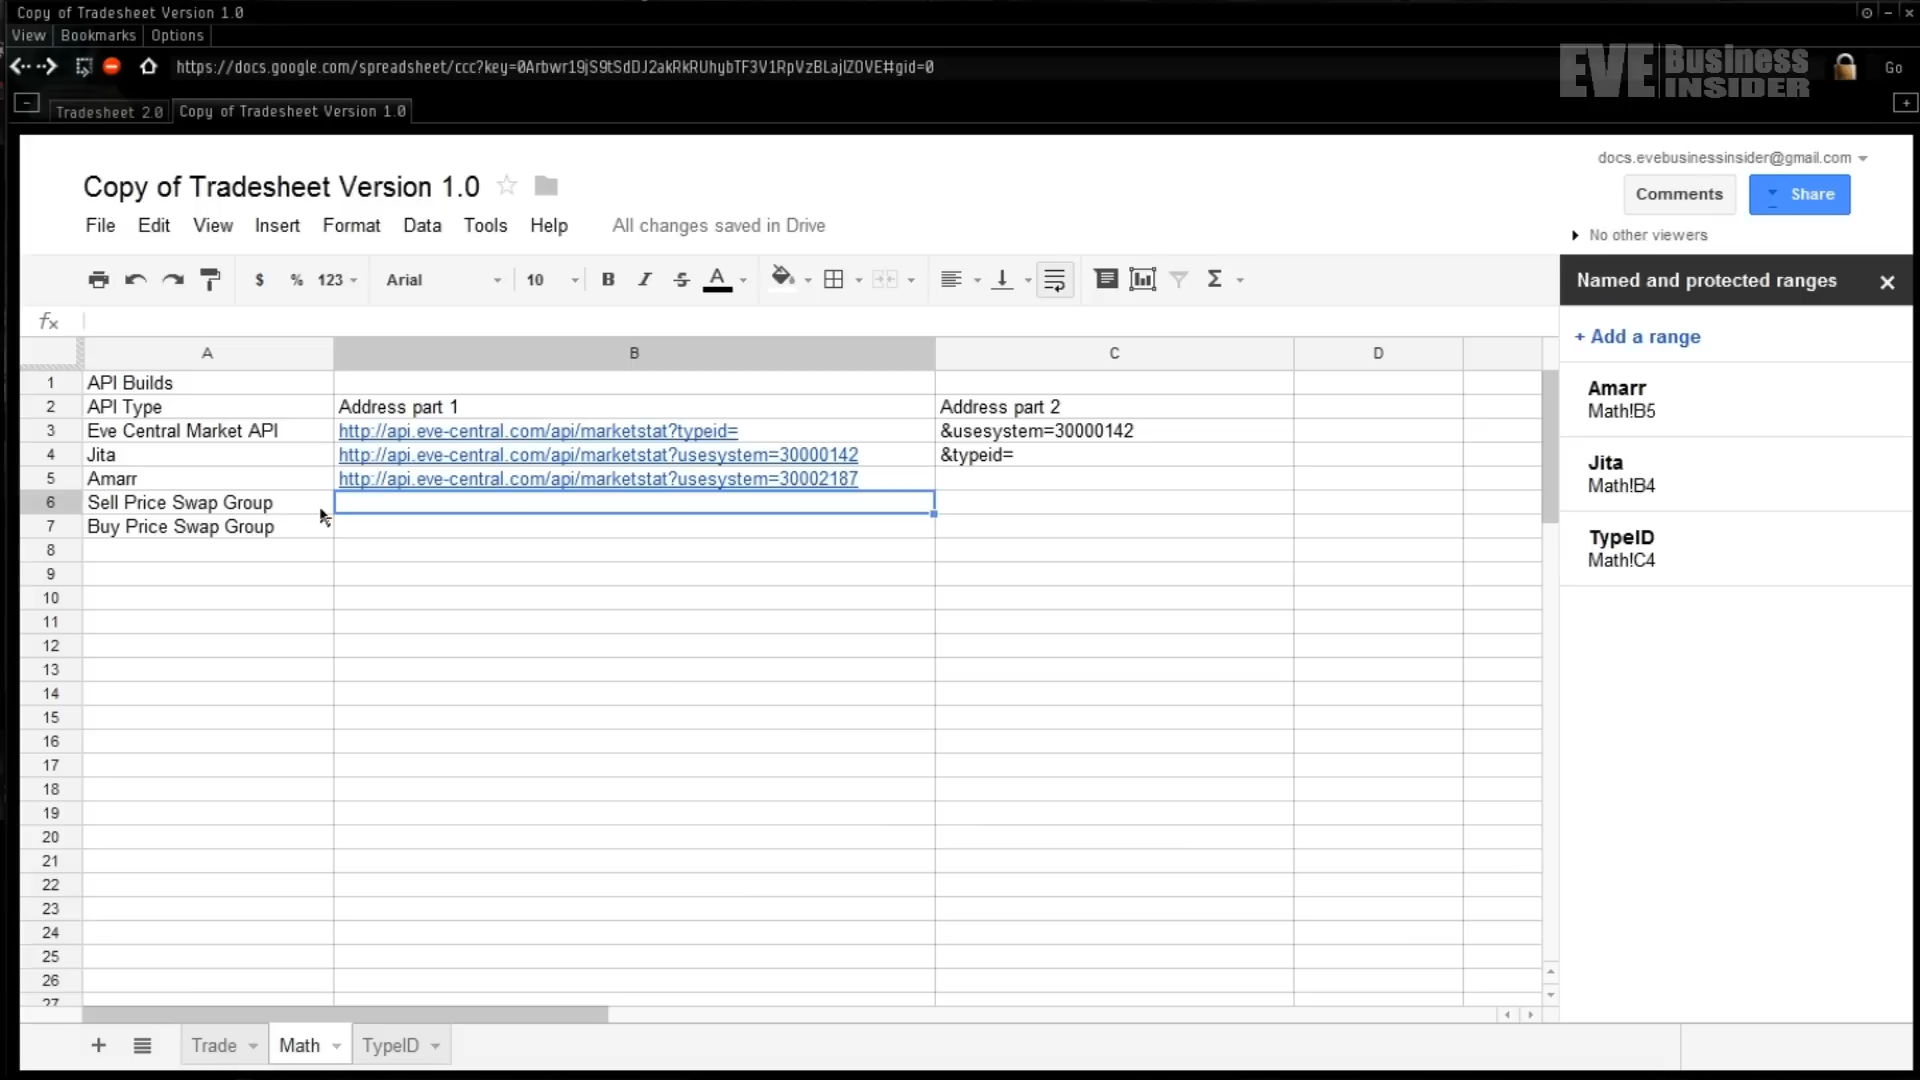 Copy of Tradesheet Version 1.0
View Bookmarks Options
https://docs.google.com/spreadsheet/ccc?key=0Arbwr19jS9tSdDJ2akRkRUhybTF3V1RpVzBLajlZOVE#gid=0
Go
EVE Business INSIDER
Tradesheet 2.0 Copy of Tradesheet Version 1.0
docs.evebusinessinsider@gmail.com
Copy of Tradesheet Version 1.0
Comments Share
File Edit View Insert Format Data Tools Help All changes saved in Drive
No other viewers
$ % 123 Arial 10 B I S A Σ
Named and protected ranges
fx
+ Add a range
A B C D
1 API Builds
2 API Type Address part 1 Address part 2
3 Eve Central Market API http://api.eve-central.com/api/marketstat?typeid= &usesystem=30000142
4 Jita http://api.eve-central.com/api/marketstat?usesystem=30000142 &typeid=
5 Amarr http://api.eve-central.com/api/marketstat?usesystem=30002187
6 Sell Price Swap Group
7 Buy Price Swap Group
8
9
10
11
12
13
14
15
16
17
18
19
20
21
22
23
24
25
26
27
Amarr
Math!B5
Jita
Math!B4
TypeID
Math!C4
+ Trade Math TypeID